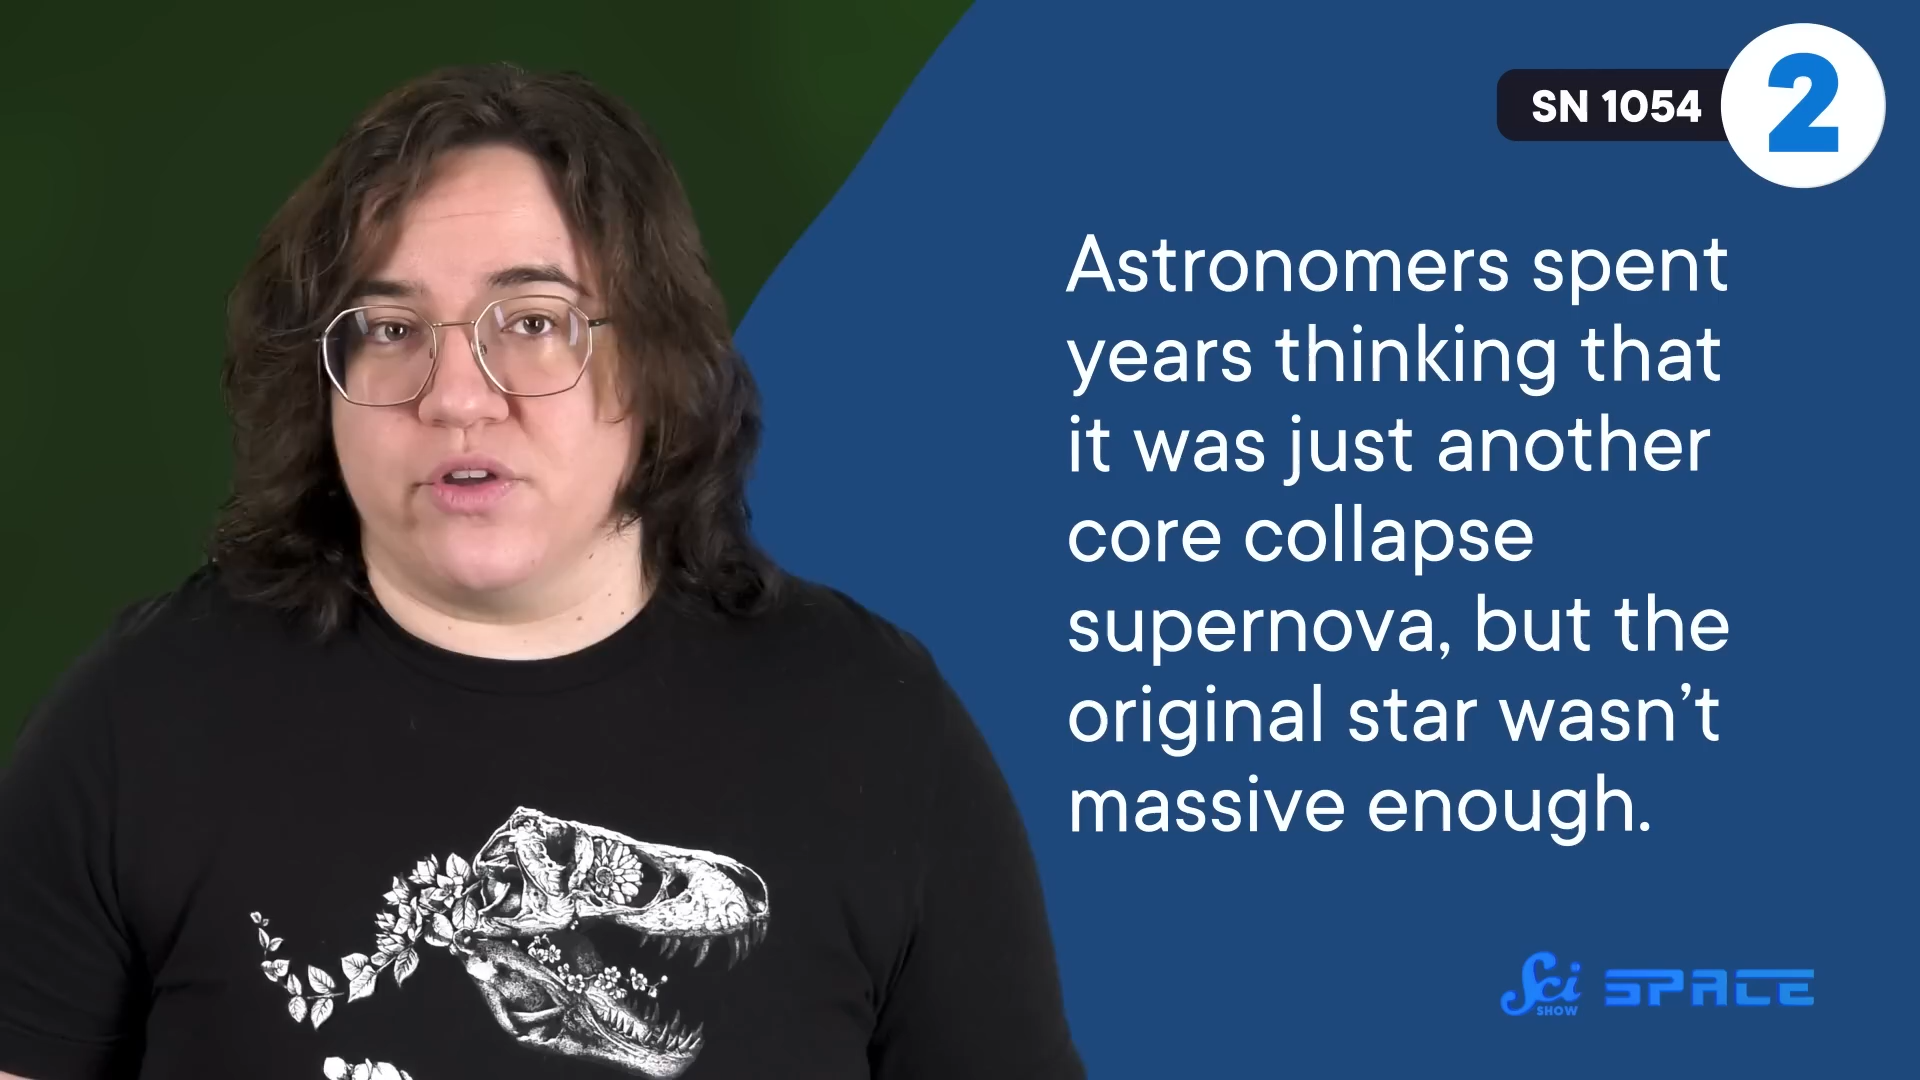 SN 1054
2
Astronomers spent
years thinking that
it was just another
core collapse
supernova, but the
original star wasn’t
massive enough.
Sci
SHOW
SPACE